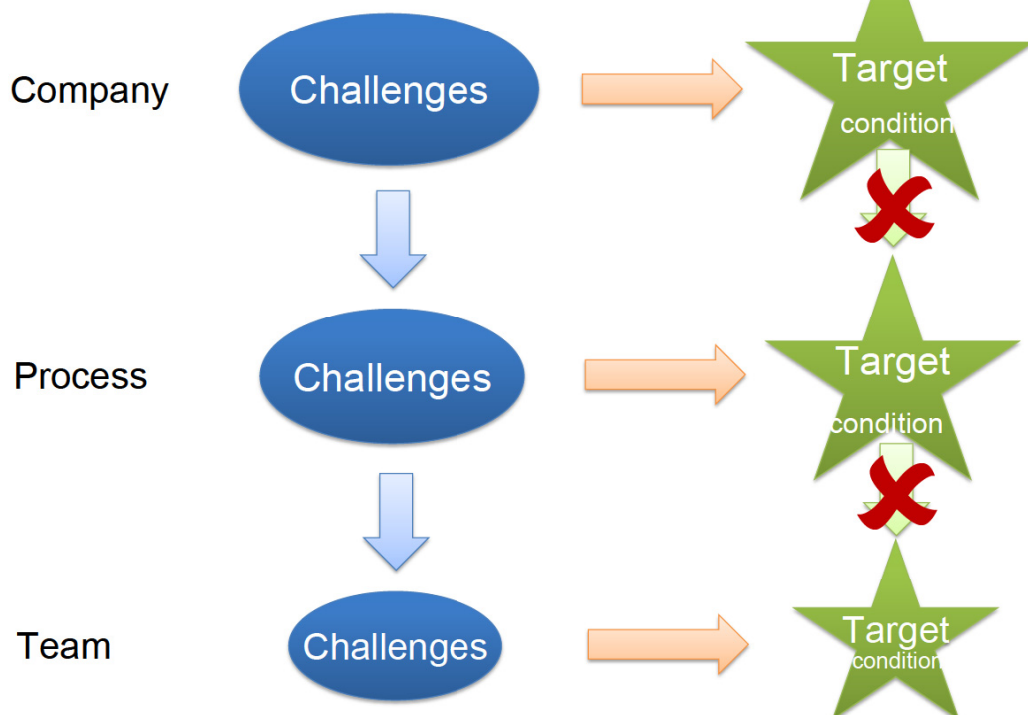 Company
Challenges
Target
condition
Process
Challenges
Target
condition
Team
Challenges
Target
condition